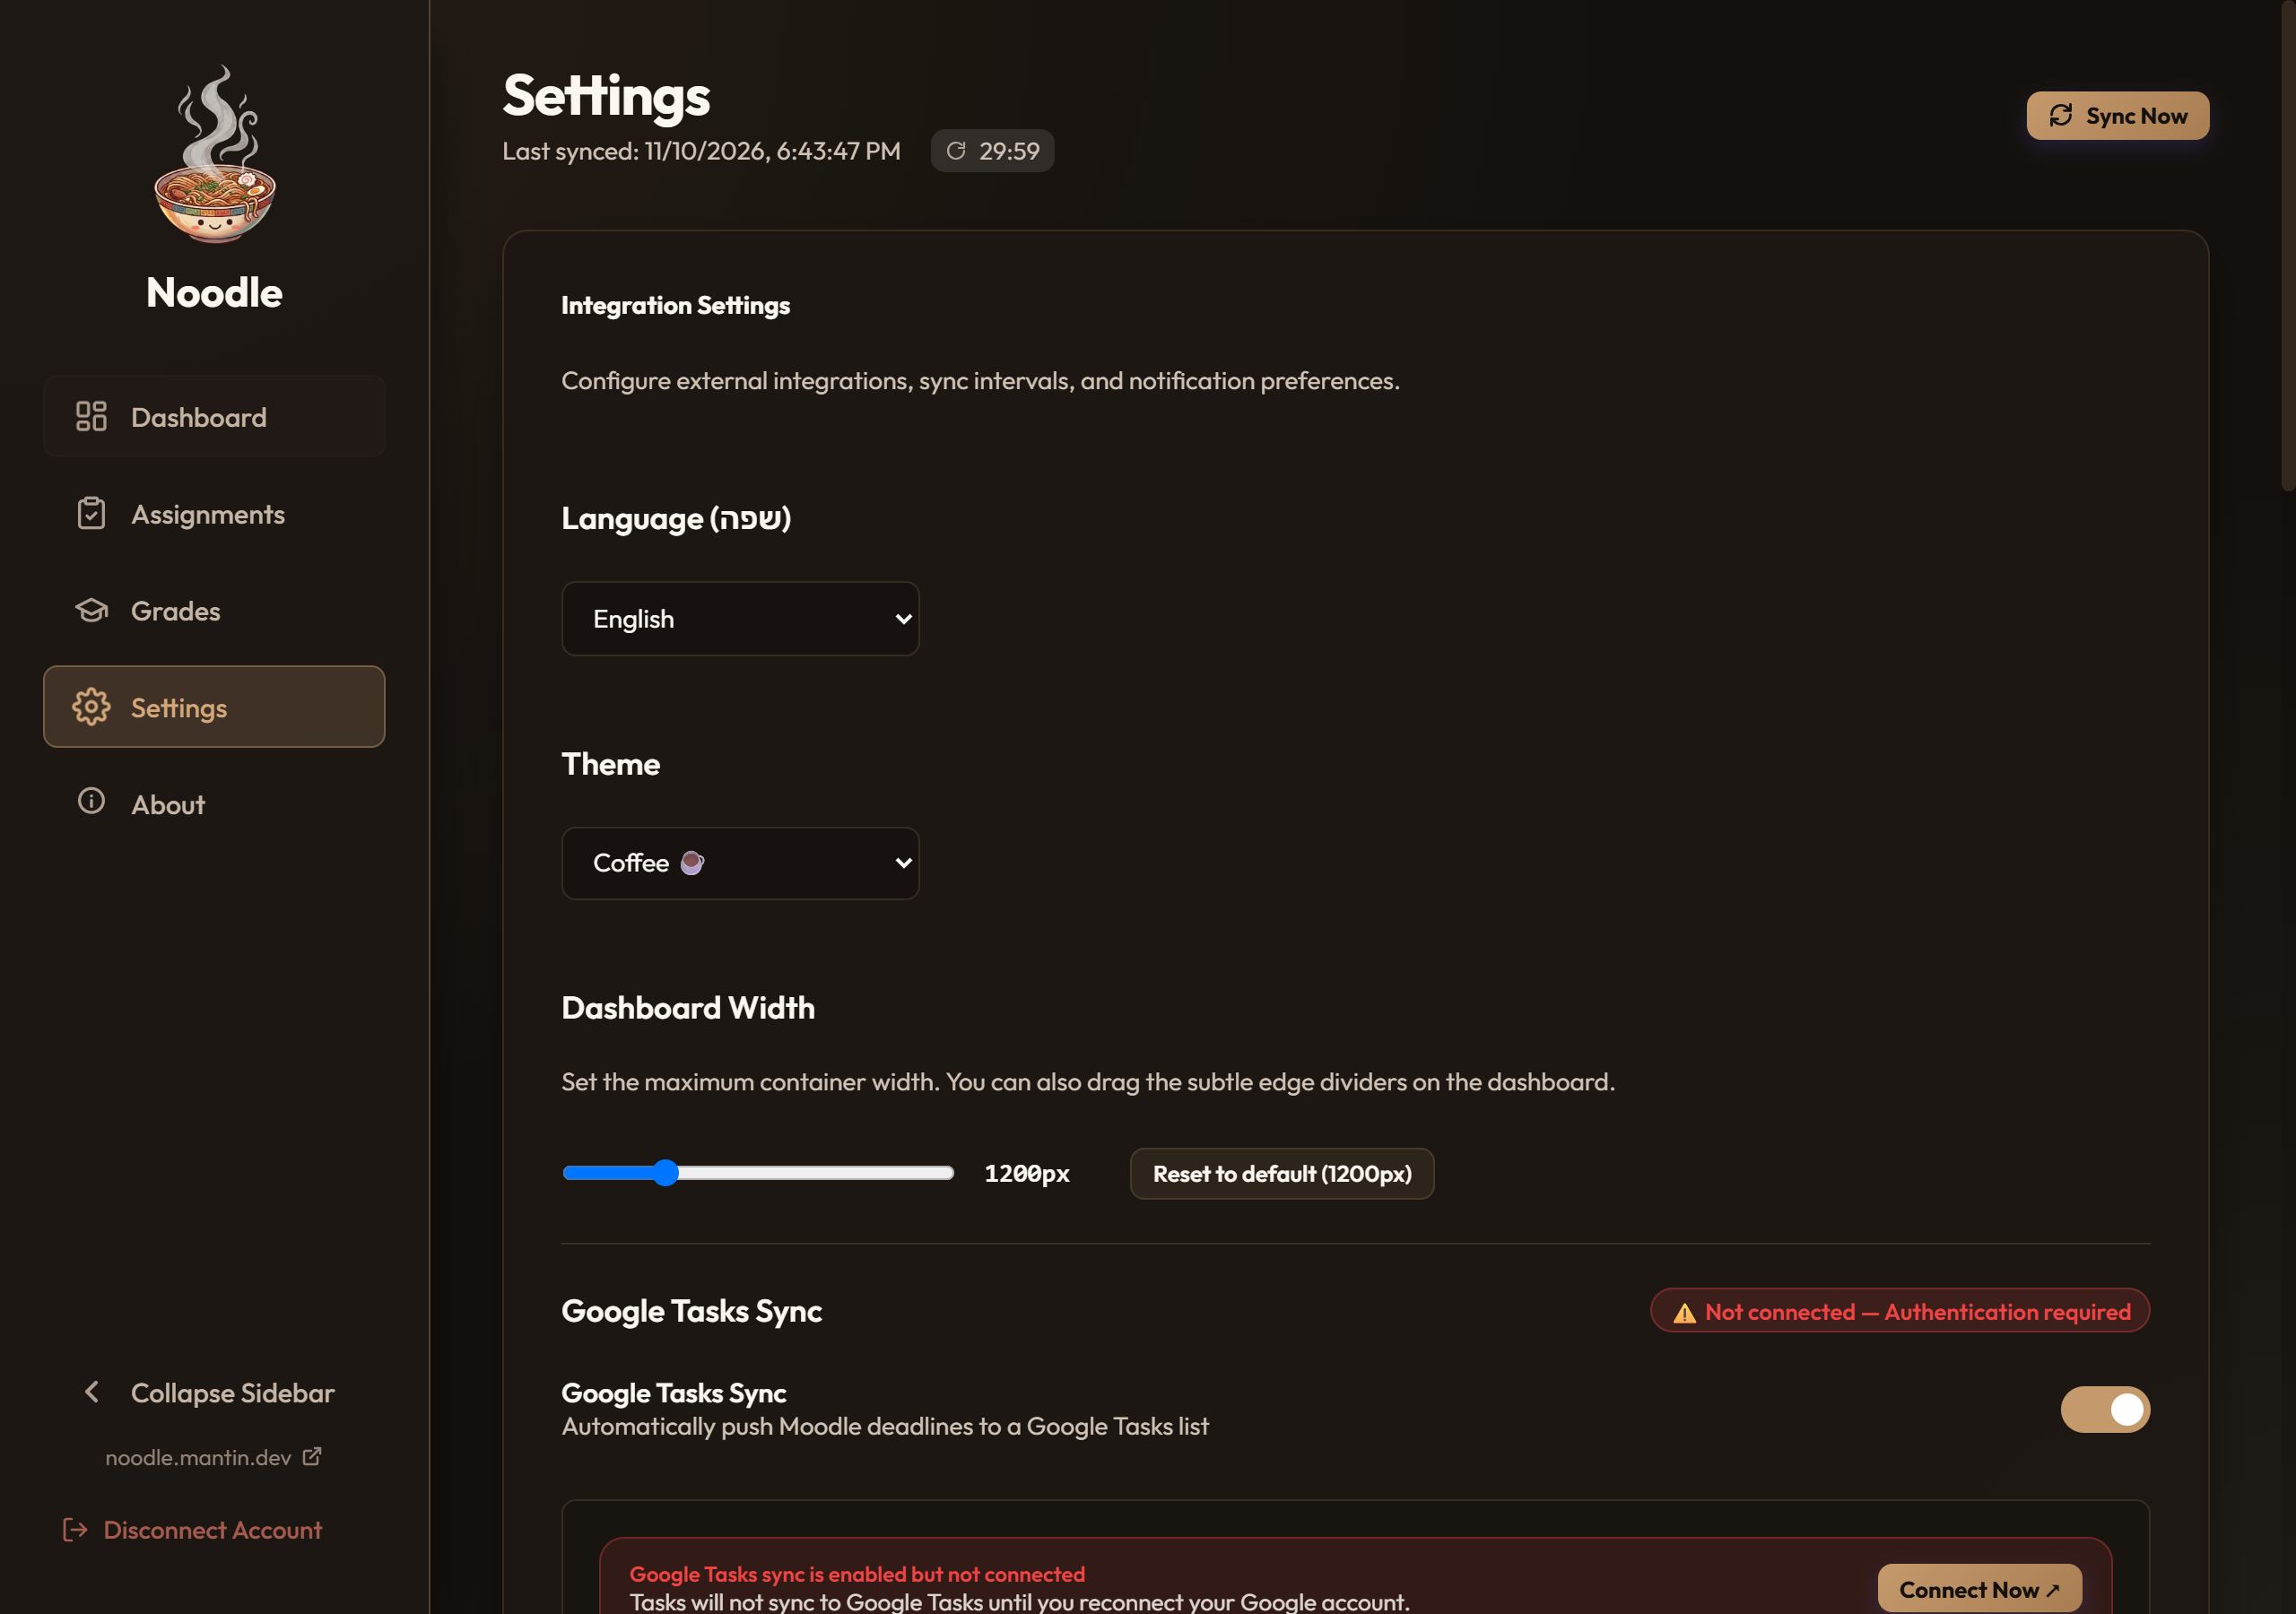 Noodle
Dashboard
Assignments
Grades
Settings
About
Collapse Sidebar
noodle.mantin.dev
Disconnect Account
Settings
Last synced: 11/10/2026, 6:43:47 PM
29:59
Sync Now
Integration Settings
Configure external integrations, sync intervals, and notification preferences.
Language (שפה)
English
Theme
Coffee
Dashboard Width
Set the maximum container width. You can also drag the subtle edge dividers on the dashboard.
1200px
Reset to default (1200px)
Google Tasks Sync
⚠️ Not connected — Authentication required
Google Tasks Sync
Automatically push Moodle deadlines to a Google Tasks list
Google Tasks sync is enabled but not connected
Tasks will not sync to Google Tasks until you reconnect your Google account.
Connect Now ↗